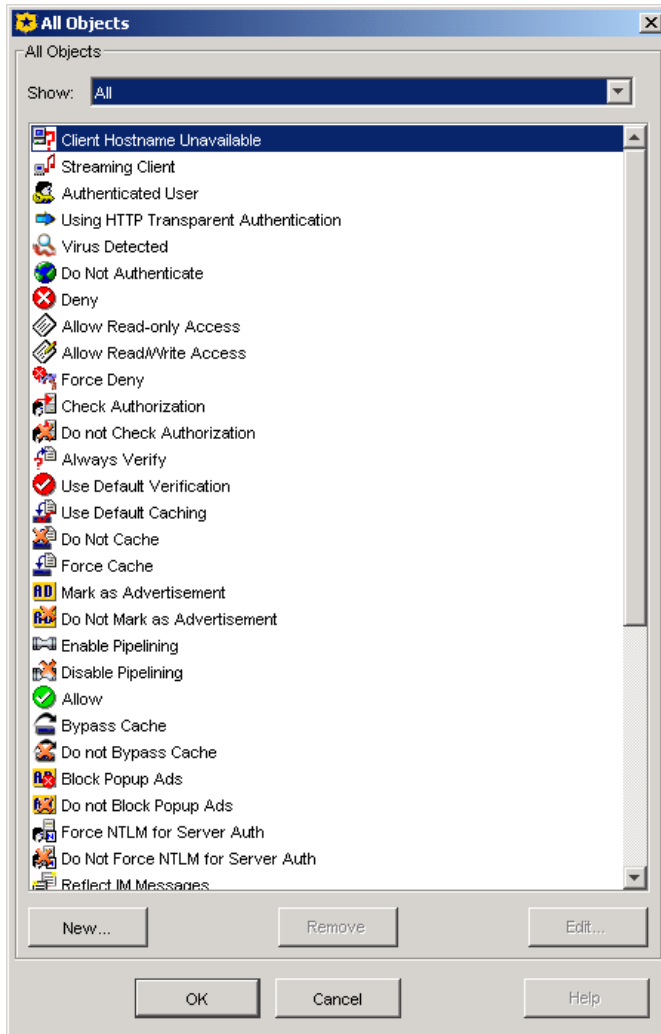 All Objects
All Objects
Show: All
Client Hostname Unavailable
Streaming Client
Authenticated User
Using HTTP Transparent Authentication
Virus Detected
Do Not Authenticate
Deny
Allow Read-only Access
Allow Read/Write Access
Force Deny
Check Authorization
Do not Check Authorization
Always Verify
Use Default Verification
Use Default Caching
Do Not Cache
Force Cache
AD Mark as Advertisement
Do Not Mark as Advertisement
Enable Pipelining
Disable Pipelining
Allow
Bypass Cache
Do not Bypass Cache
Block Popup Ads
Do not Block Popup Ads
Force NTLM for Server Auth
Do Not Force NTLM for Server Auth
Reflect IM Messages
New... Remove Edit...
OK Cancel Help